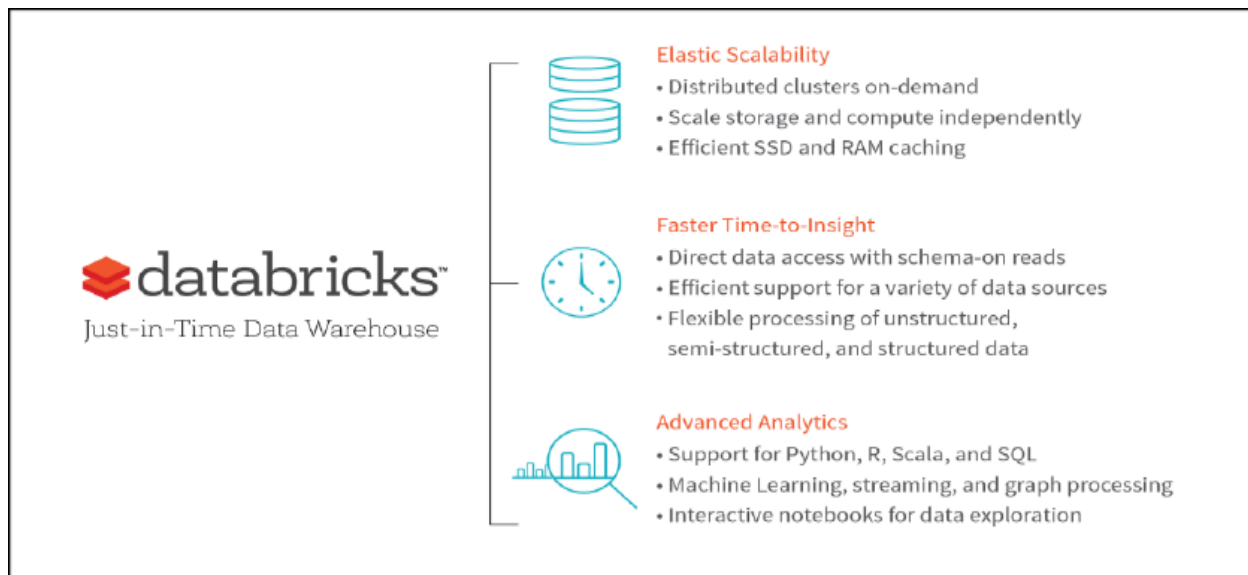 databricks™
Just-in-Time Data Warehouse
Elastic Scalability
• Distributed clusters on-demand
• Scale storage and compute independently
• Efficient SSD and RAM caching
Faster Time-to-Insight
• Direct data access with schema-on reads
• Efficient support for a variety of data sources
• Flexible processing of unstructured,
semi-structured, and structured data
Advanced Analytics
• Support for Python, R, Scala, and SQL
• Machine Learning, streaming, and graph processing
• Interactive notebooks for data exploration